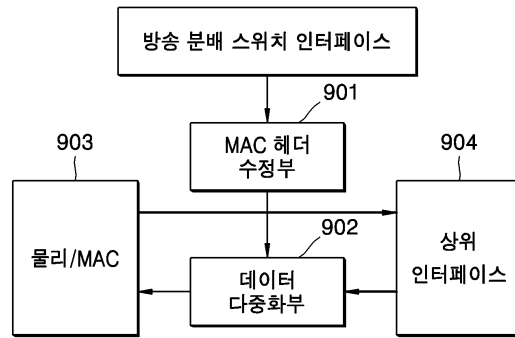 방송 분배 스위치 인터페이스
901
MAC 헤더
수정부
903
904
물리/MAC
902
상위
인터페이스
데이터
다중화부